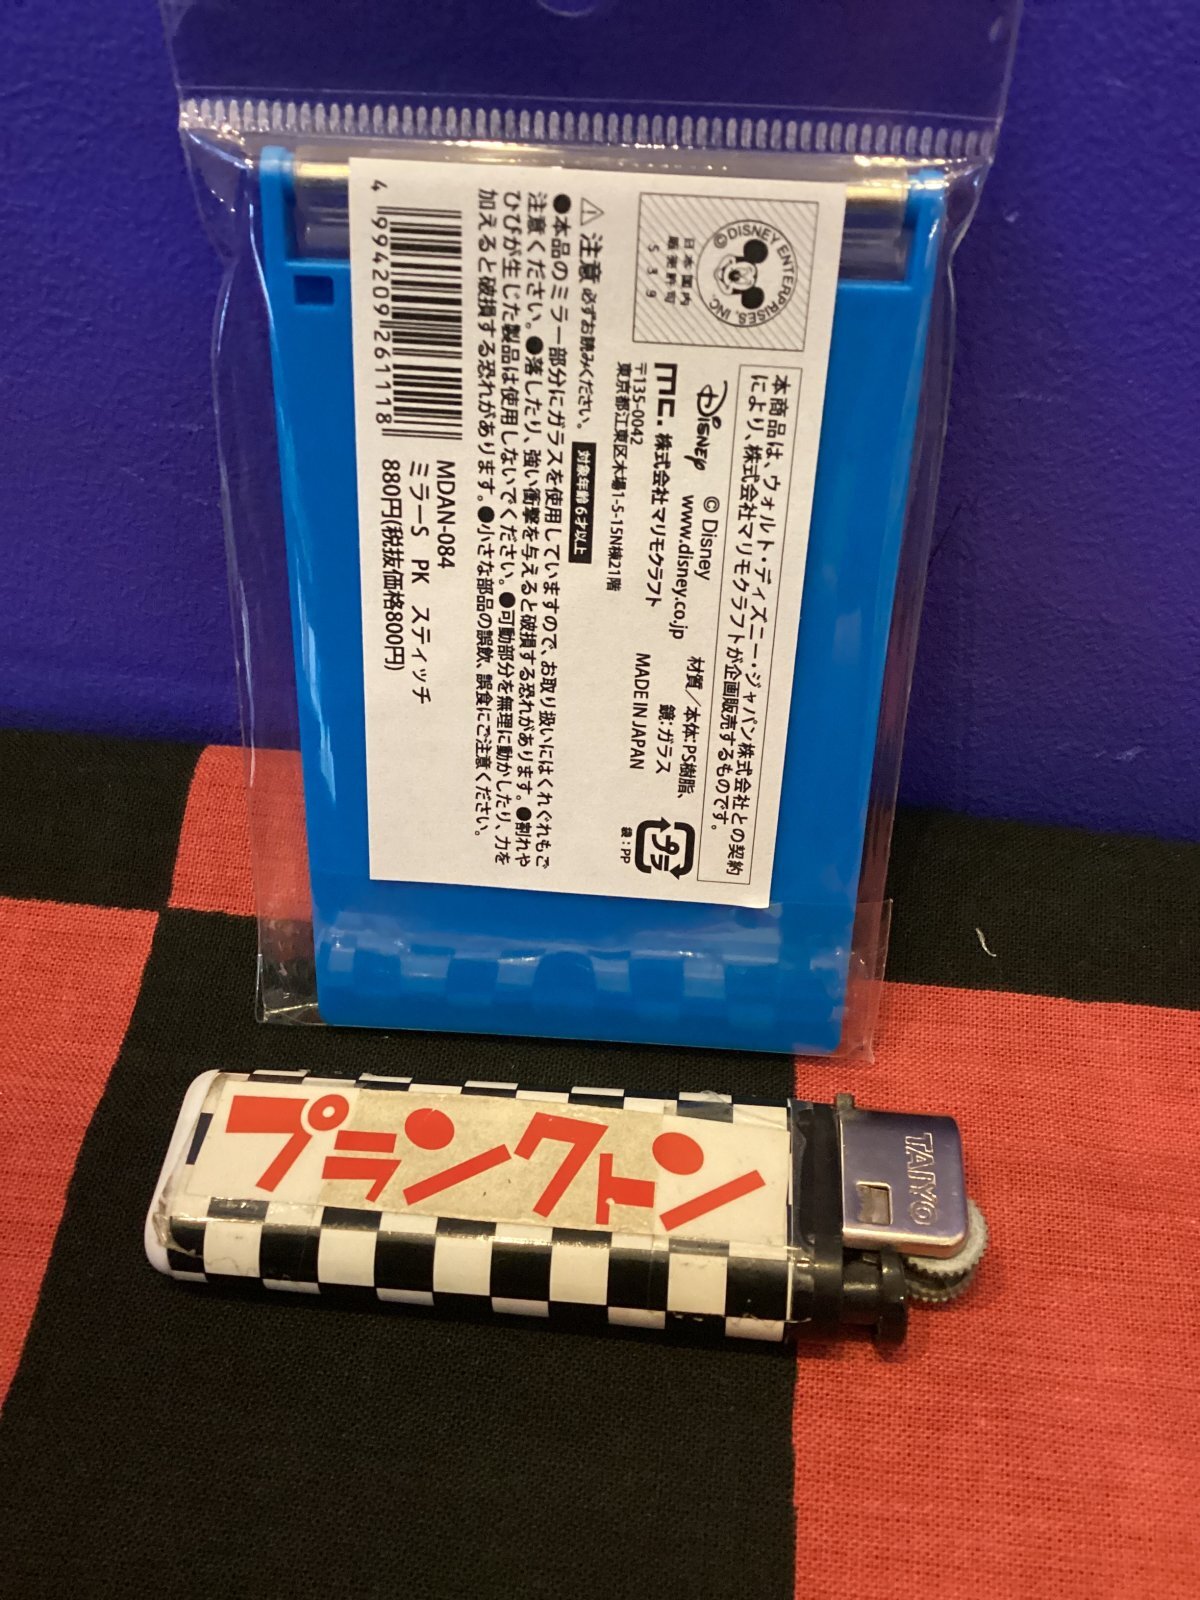 本商品は、ウォルト・ディズニー・ジャパン株式会社との契約
により、株式会社マリモクラフトが企画販売するものです。
© DISNEY ENTERPRISES, INC.
日本国内
販売許可
S39
Disney
© Disney
www.disney.co.jp
mc. 株式会社マリモクラフト
〒135-0042
東京都江東区木場1-5-15N棟21階
材質／本体:PS樹脂、
鏡:ガラス
MADE IN JAPAN
プラ
袋:PP
注意 必ずお読みください。 対象年齢6才以上
●本品のミラー部分にガラスを使用していますので、お取り扱いにはくれぐれもご
注意ください。●落したり、強い衝撃を与えると破損する恐れがあります。●割れや
ひびが生じた製品は使用しないでください。●可動部分を無理に動かしたり、力を
加えると破損する恐れがあります。●小さな部品の誤飲、誤食にご注意ください。
4 994209 261118
MDAN-084
ミラーS PK スティッチ
880円(税抜価格800円)
プランクトン
TAIYO